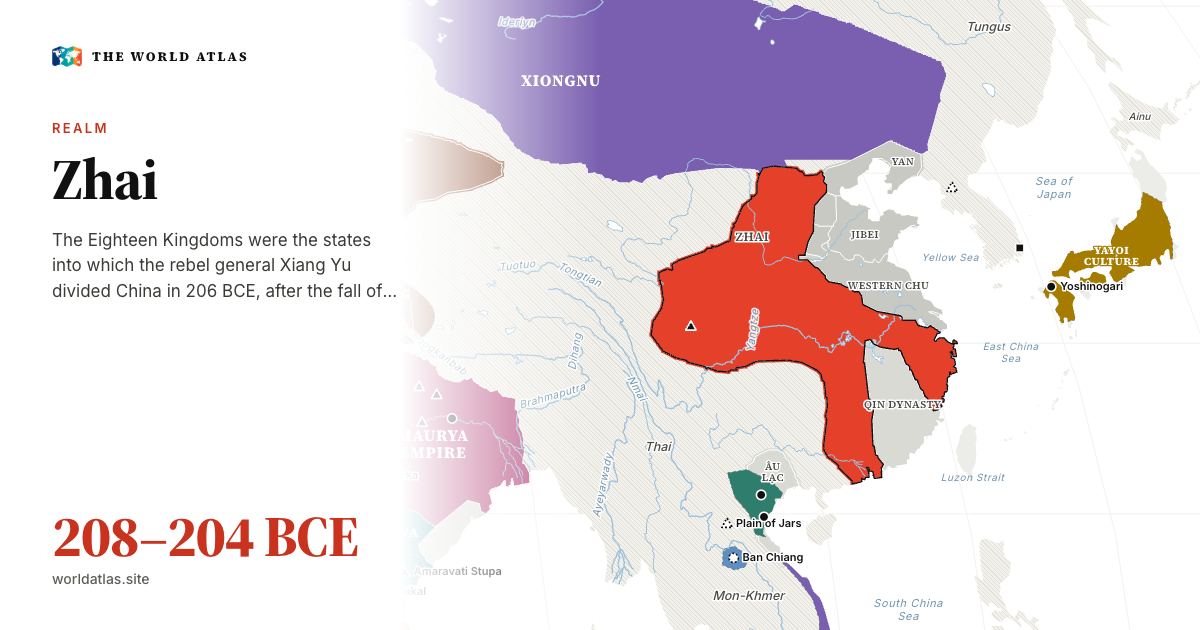 THE WORLD ATLAS
REALM
Zhai
The Eighteen Kingdoms were the states
into which the rebel general Xiang Yu
divided China in 206 BCE, after the fall of...
208–204 BCE
worldatlas.site
Iderlyn
Tungus
XIONGNU
Ainu
YAN
Sea of
Japan
ZHAI
JIBEI
YAYOI
CULTURE
Yellow Sea
Tuotuo
Tongtian
WESTERN CHU
Yoshinogari
Yangtze
East China
Sea
Dihang
Nmai
Brahmaputra
QIN DYNASTY
MAURYA
EMPIRE
Thai
ÂU
LẠC
Luzon Strait
Ayeyarwady
Plain of Jars
Ban Chiang
Amaravati Stupa
Mon-Khmer
South China
Sea